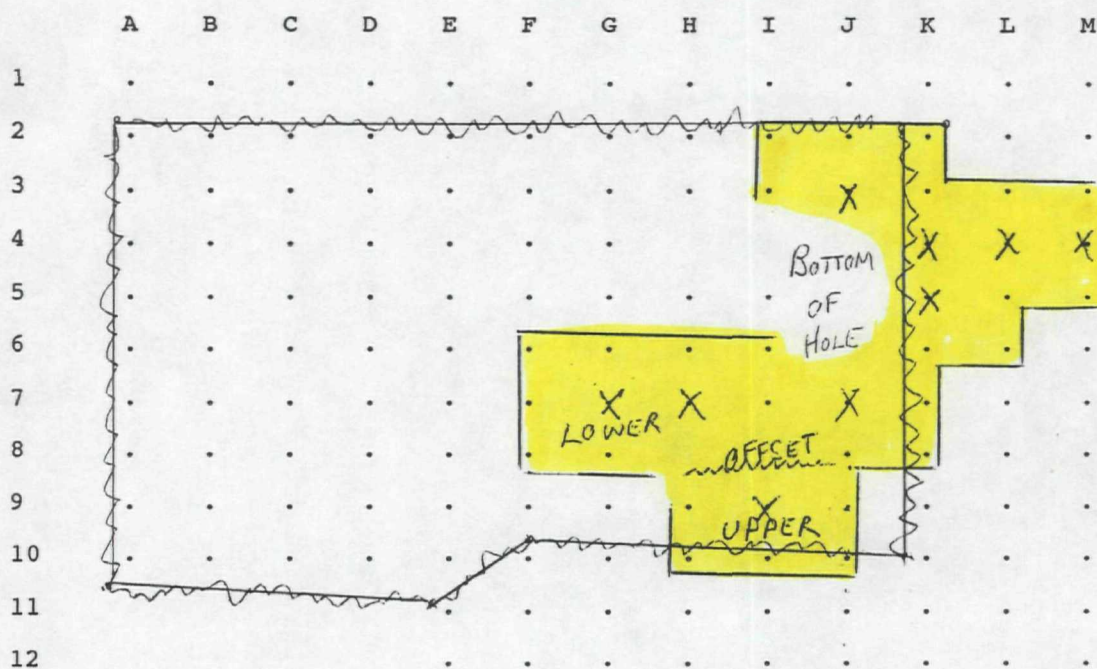 A B C D E F G H I J K L M
1
2
3
X
4
X X X
BOTTOM
5
OF
X
HOLE
6
7
X X X
LOWER
8
OFFSET
9
X
UPPER
10
11
12